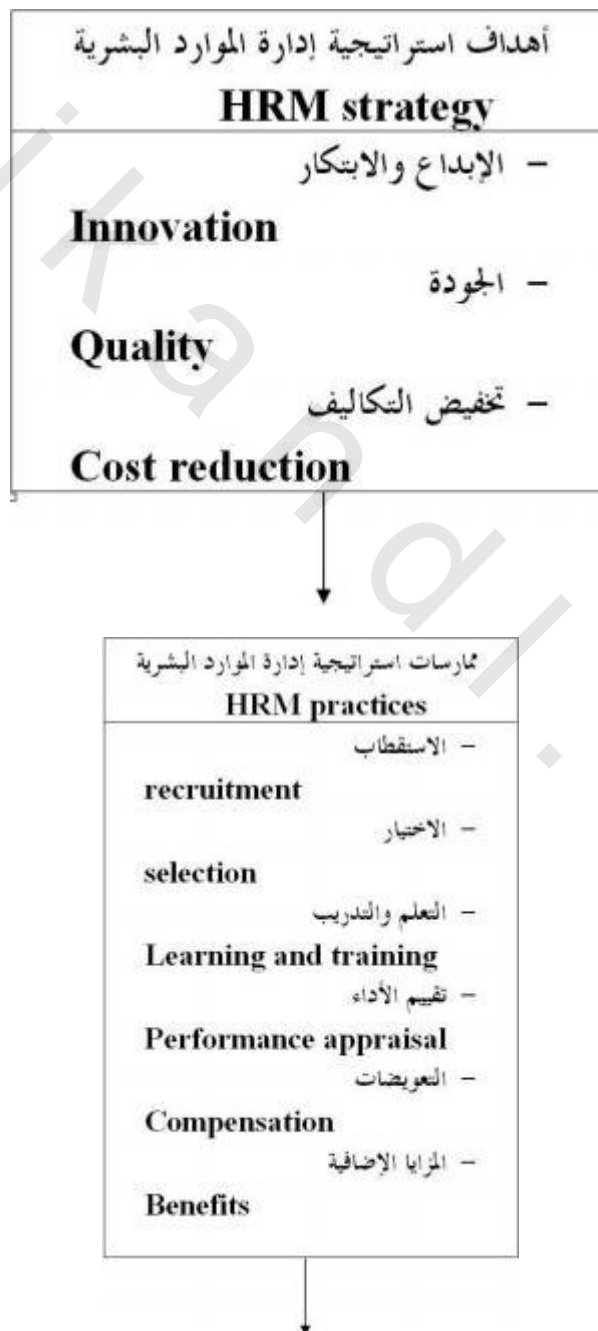 أهداف استراتيجية إدارة الموارد البشرية
HRM strategy
– الإبداع والابتكار
Innovation
– الجودة
Quality
– تخفيض التكاليف
Cost reduction
ممارسات استراتيجية إدارة الموارد البشرية
HRM practices
– الاستقطاب
recruitment
– الاختيار
selection
– التعلم والتدريب
Learning and training
– تقييم الأداء
Performance appraisal
– التعويضات
Compensation
– المزايا الإضافية
Benefits
ikandl.